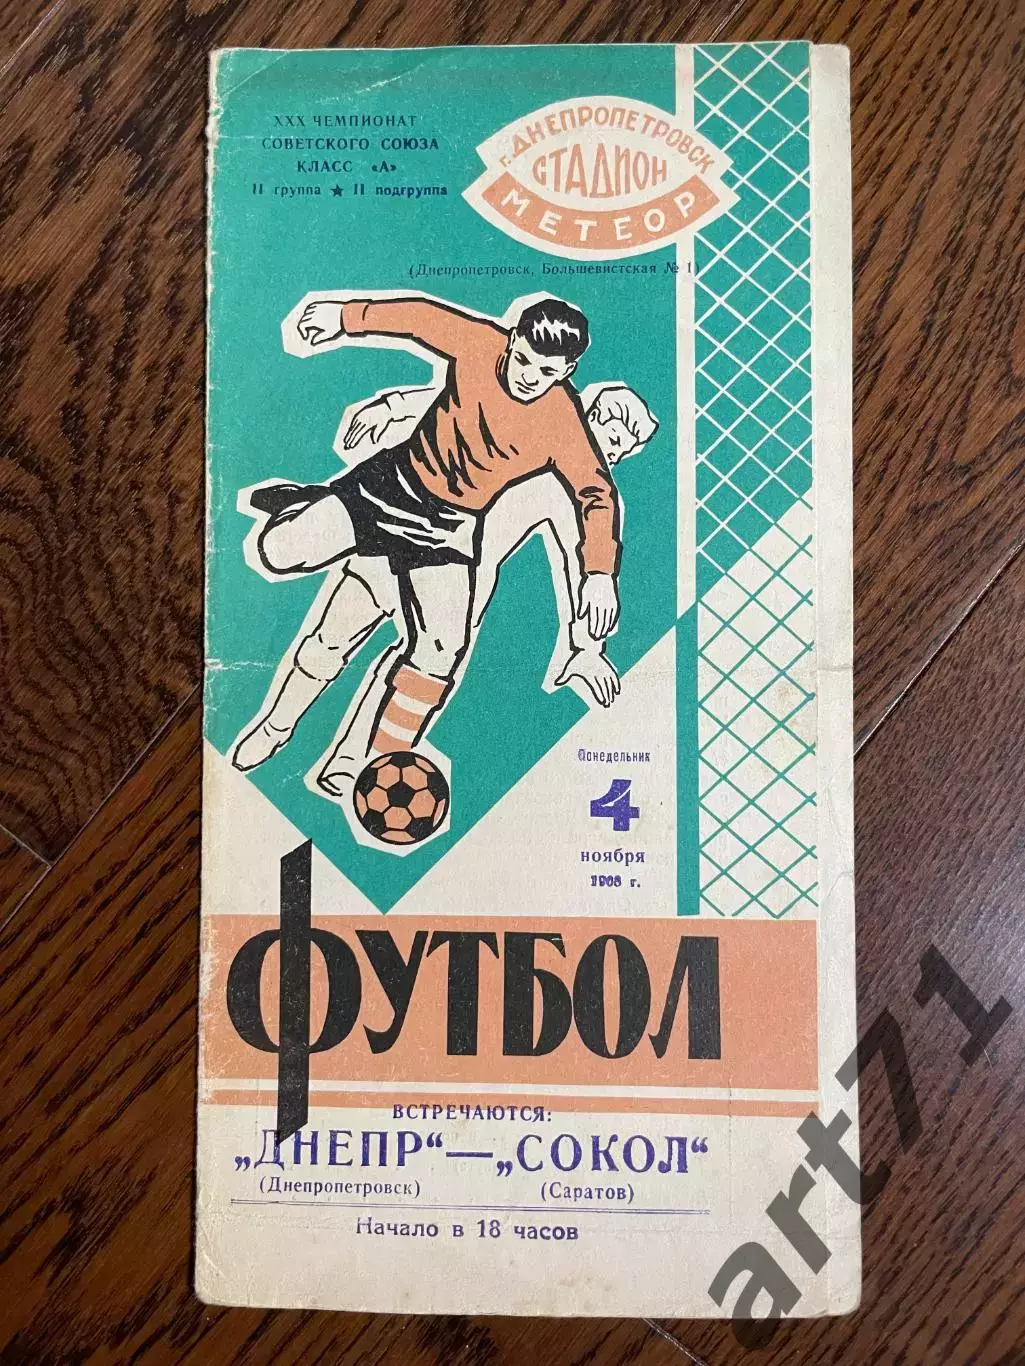 XXX ЧЕМПИОНАТ
СОВЕТСКОГО СОЮЗА
КЛАСС «А»
II группа ★ II подгруппа
г. ДНЕПРОПЕТРОВСК
СТАДИОН
МЕТЕОР
(Днепропетровск, Большевистская № 1)
Понедельник
4
ноября
1968 г.
ФУТБОЛ
ВСТРЕЧАЮТСЯ:
„ДНЕПР“—„СОКОЛ“
(Днепропетровск) (Саратов)
Начало в 18 часов
art71